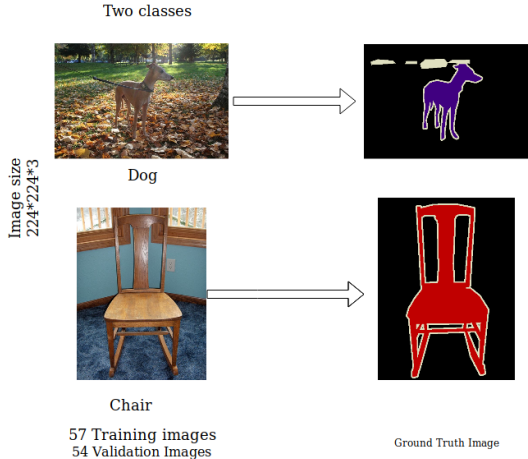 Two classes
Image size
224*224*3
Dog
Chair
57 Training images
54 Validation Images
Ground Truth Image